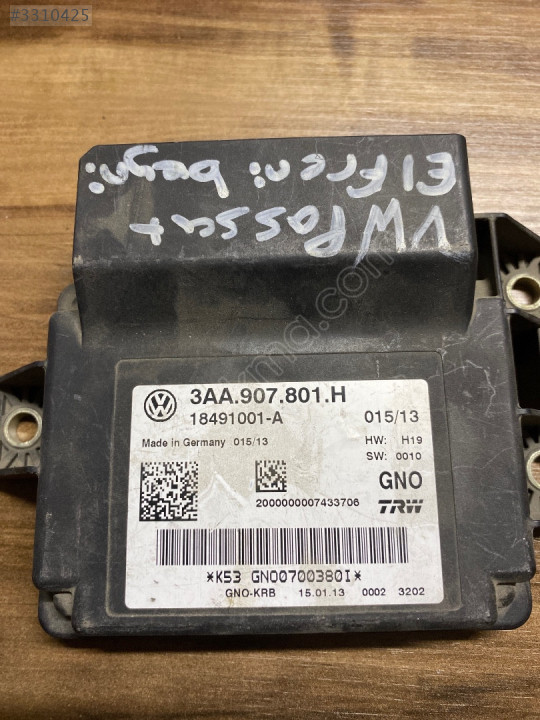 #3310425
VW Passat
El Freni beyni
3AA.907.801.H
18491001-A
015/13
Made in Germany 015/13
HW: H19
SW: 0010
GNO
2000000007433706
TRW
*K53 GNO0700380I*
GNO-KRB 15.01.13 0002 3202